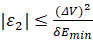 |ε₂| ≤ (ΔV)² / δE_min